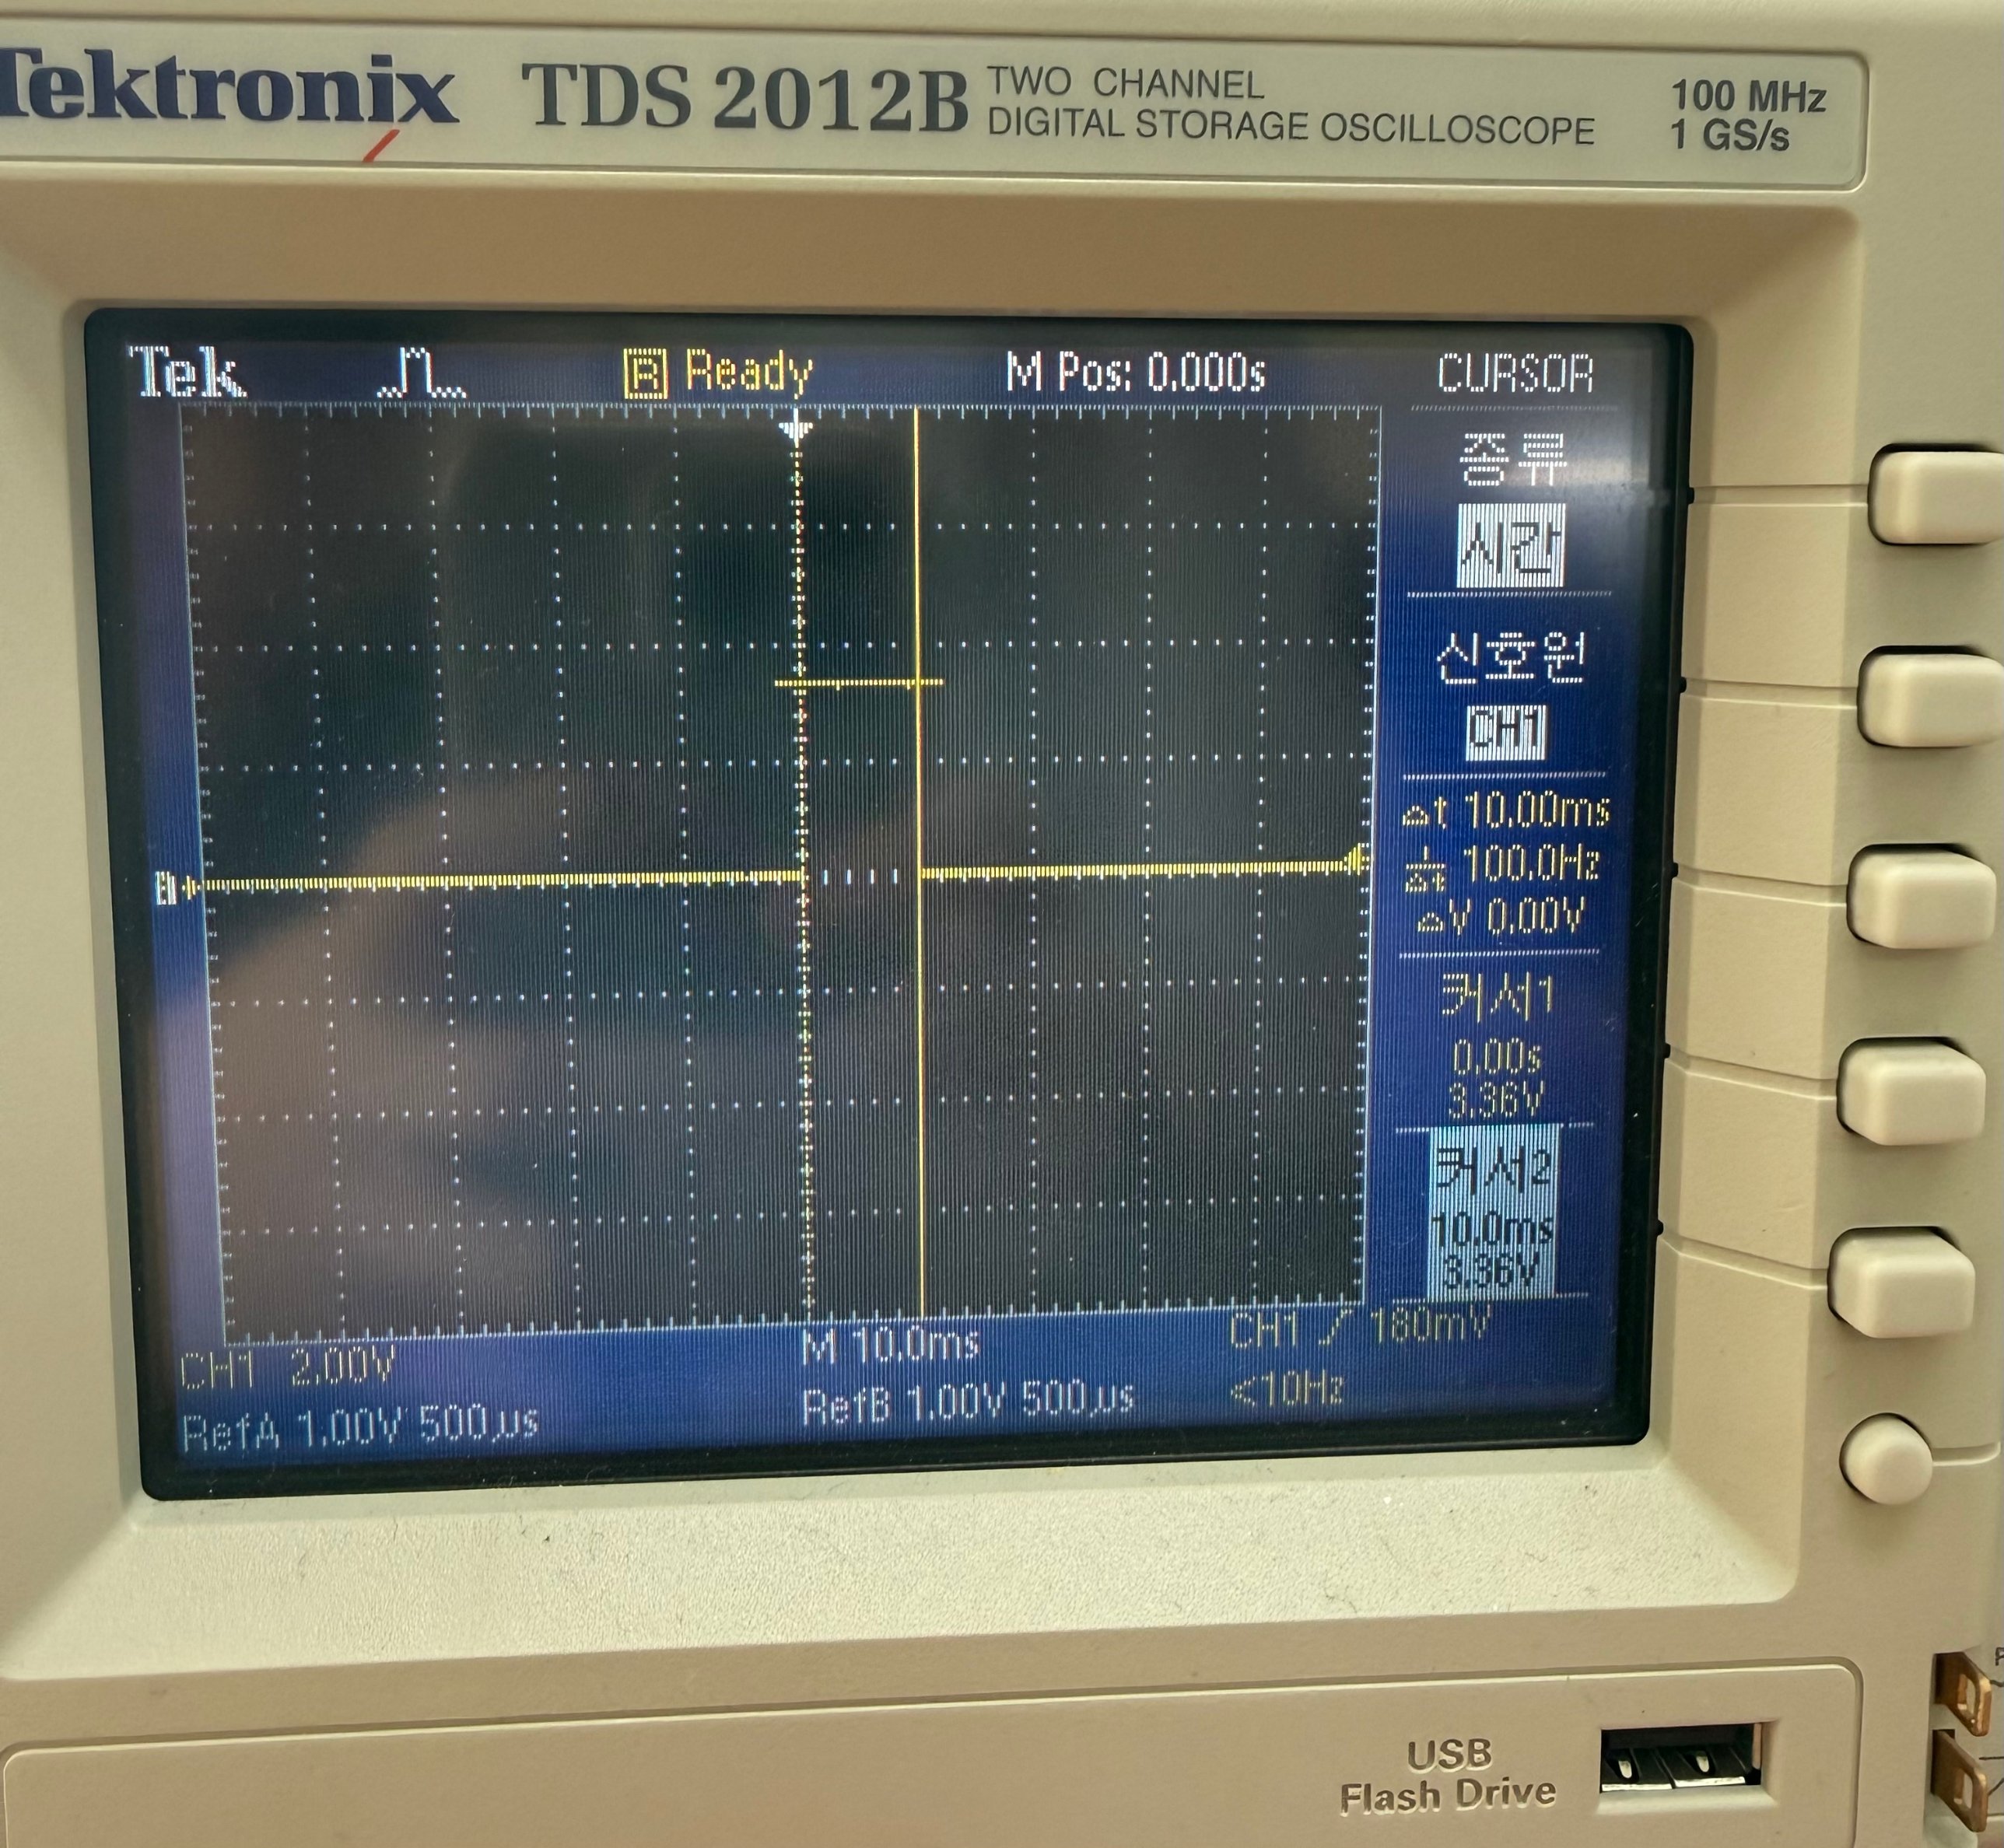 Tektronix TDS 2012B TWO CHANNEL DIGITAL STORAGE OSCILLOSCOPE 100 MHz 1 GS/s
Tek R Ready M Pos: 0.000s CURSOR
종류
시간
신호원
CH1
△t 10.00ms
1/△t 100.0Hz
△V 0.00V
커서1
0.00s
3.36V
커서2
10.0ms
3.36V
CH1 2.00V M 10.0ms CH1 180mV
RefA 1.00V 500µs RefB 1.00V 500µs <10Hz
USB
Flash Drive